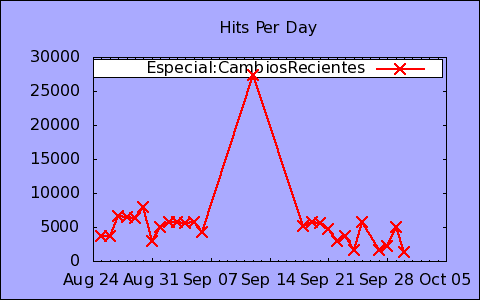 Hits Per Day
30000
Especial:CambiosRecientes
25000
20000
15000
10000
5000
0
Aug 24 Aug 31 Sep 07 Sep 14 Sep 21 Sep 28 Oct 05